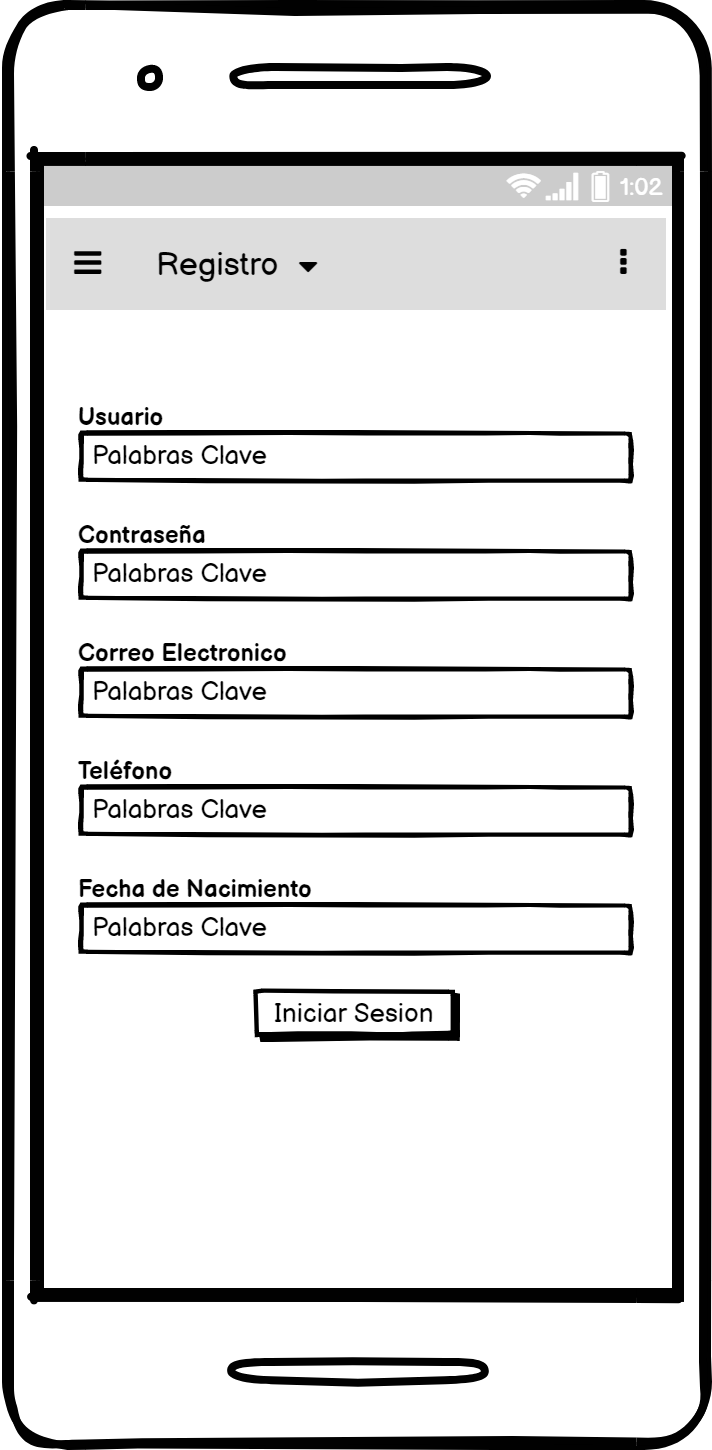 1:02
Registro
Usuario
Palabras Clave
Contraseña
Palabras Clave
Correo Electronico
Palabras Clave
Teléfono
Palabras Clave
Fecha de Nacimiento
Palabras Clave
Iniciar Sesion